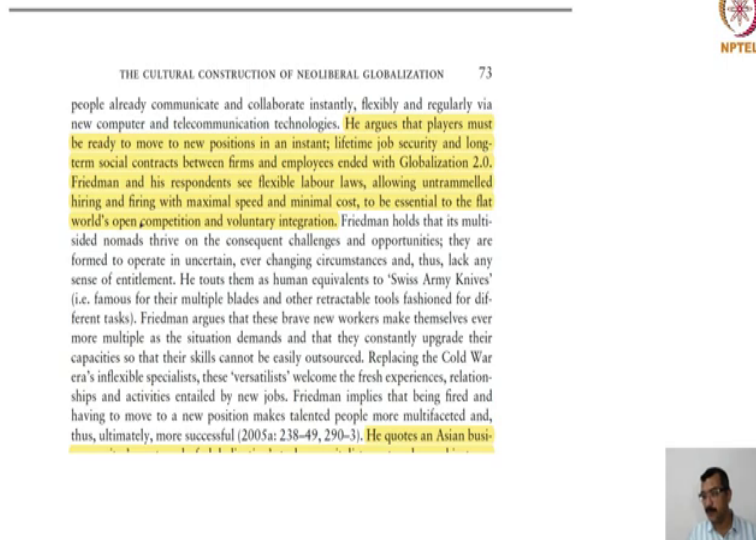 NPTEL
THE CULTURAL CONSTRUCTION OF NEOLIBERAL GLOBALIZATION 73
people already communicate and collaborate instantly, flexibly and regularly via
new computer and telecommunication technologies. He argues that players must
be ready to move to new positions in an instant; lifetime job security and long-
term social contracts between firms and employees ended with Globalization 2.0.
Friedman and his respondents see flexible labour laws, allowing untrammelled
hiring and firing with maximal speed and minimal cost, to be essential to the flat
world's open competition and voluntary integration. Friedman holds that its multi-
sided nomads thrive on the consequent challenges and opportunities; they are
formed to operate in uncertain, ever changing circumstances and, thus, lack any
sense of entitlement. He touts them as human equivalents to 'Swiss Army Knives'
(i.e. famous for their multiple blades and other retractable tools fashioned for dif-
ferent tasks). Friedman argues that these brave new workers make themselves ever
more multiple as the situation demands and that they constantly upgrade their
capacities so that their skills cannot be easily outsourced. Replacing the Cold War
era's inflexible specialists, these 'versatilists' welcome the fresh experiences, relation-
ships and activities entailed by new jobs. Friedman implies that being fired and
having to move to a new position makes talented people more multifaceted and,
thus, ultimately, more successful (2005a: 238–49, 290–3). He quotes an Asian busi-